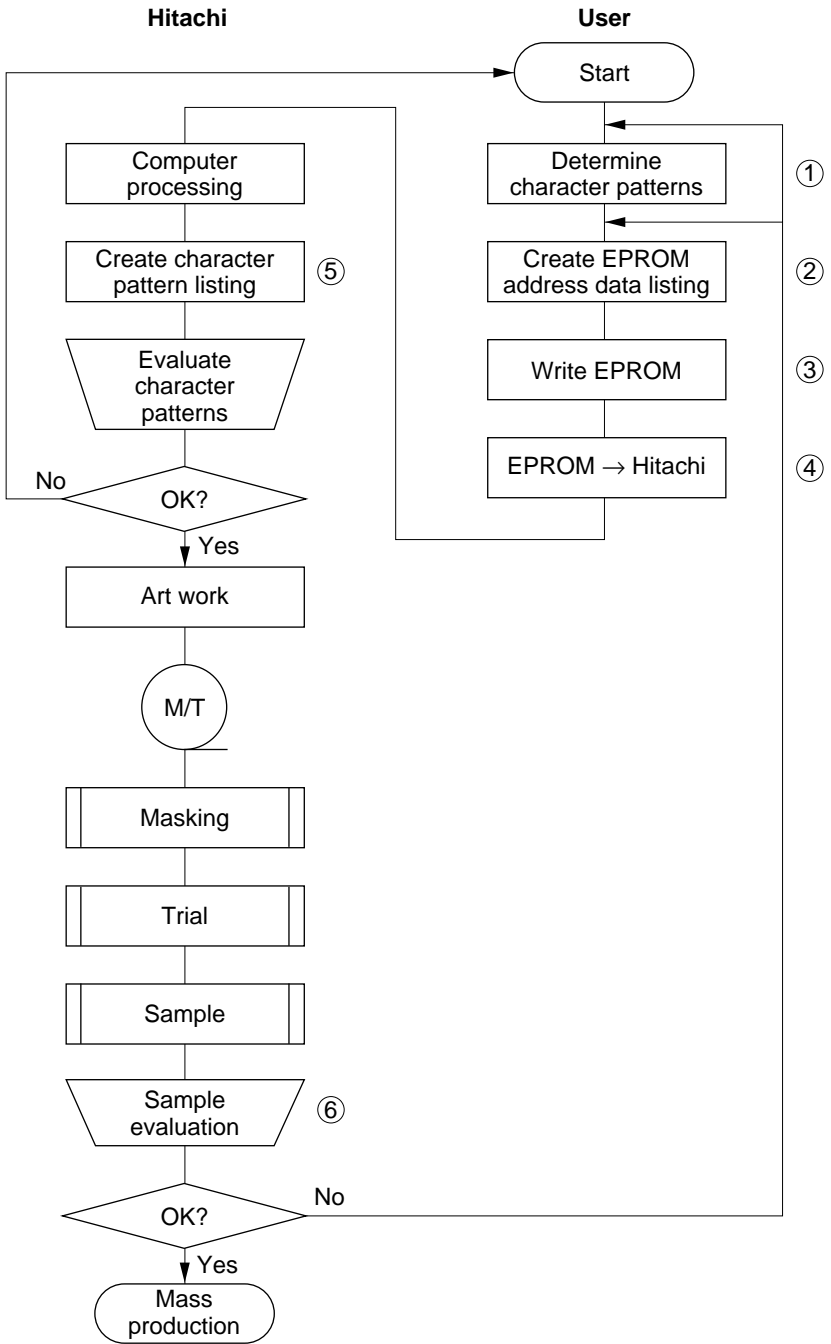 Hitachi
User
Start
Computer
processing
Determine
character patterns
①
Create character
pattern listing
⑤
Create EPROM
address data listing
②
Evaluate
character
patterns
Write EPROM
③
EPROM → Hitachi
④
No
OK?
Yes
Art work
M/T
Masking
Trial
Sample
Sample
evaluation
⑥
No
OK?
Yes
Mass
production